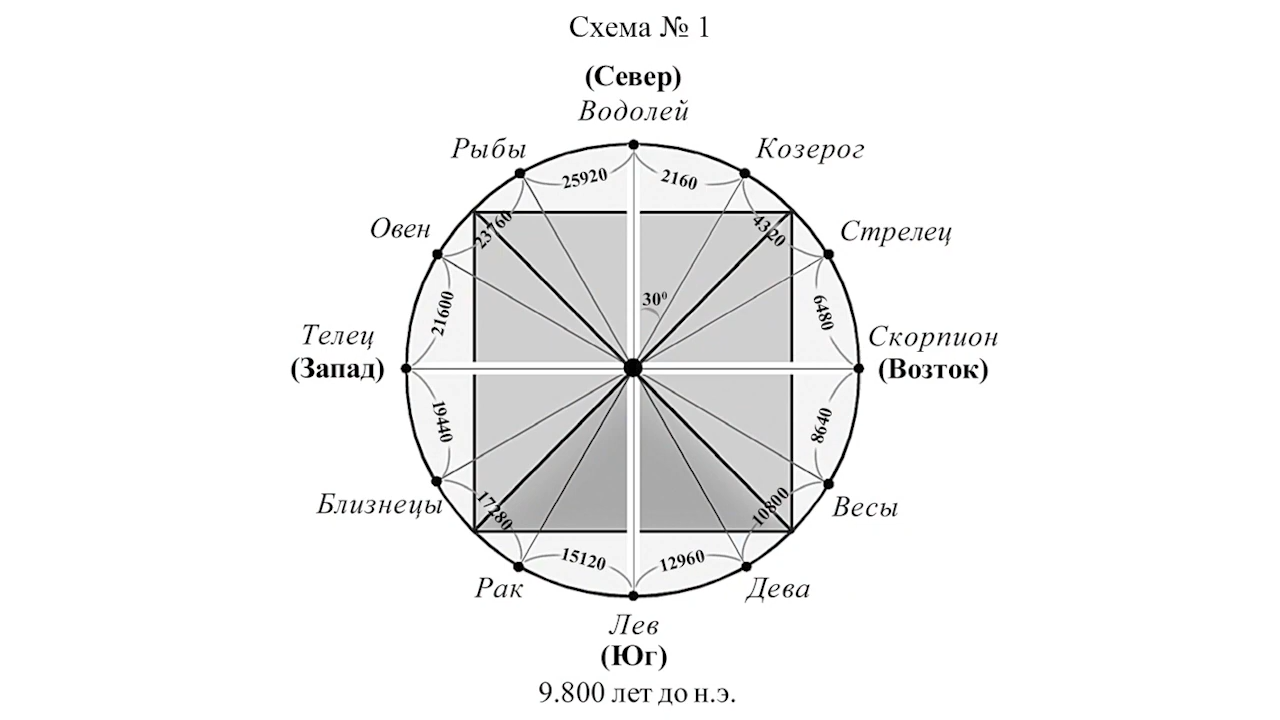 Схема № 1
(Север)
Водолей
Рыбы
Козерог
25920
2160
Овен
23760
4320
Стрелец
30⁰
21600
6480
Телец
Скорпион
(Запад)
(Возток)
19440
8640
Близнецы
17280
10800
Весы
15120
12960
Рак
Дева
Лев
(Юг)
9.800 лет до н.э.